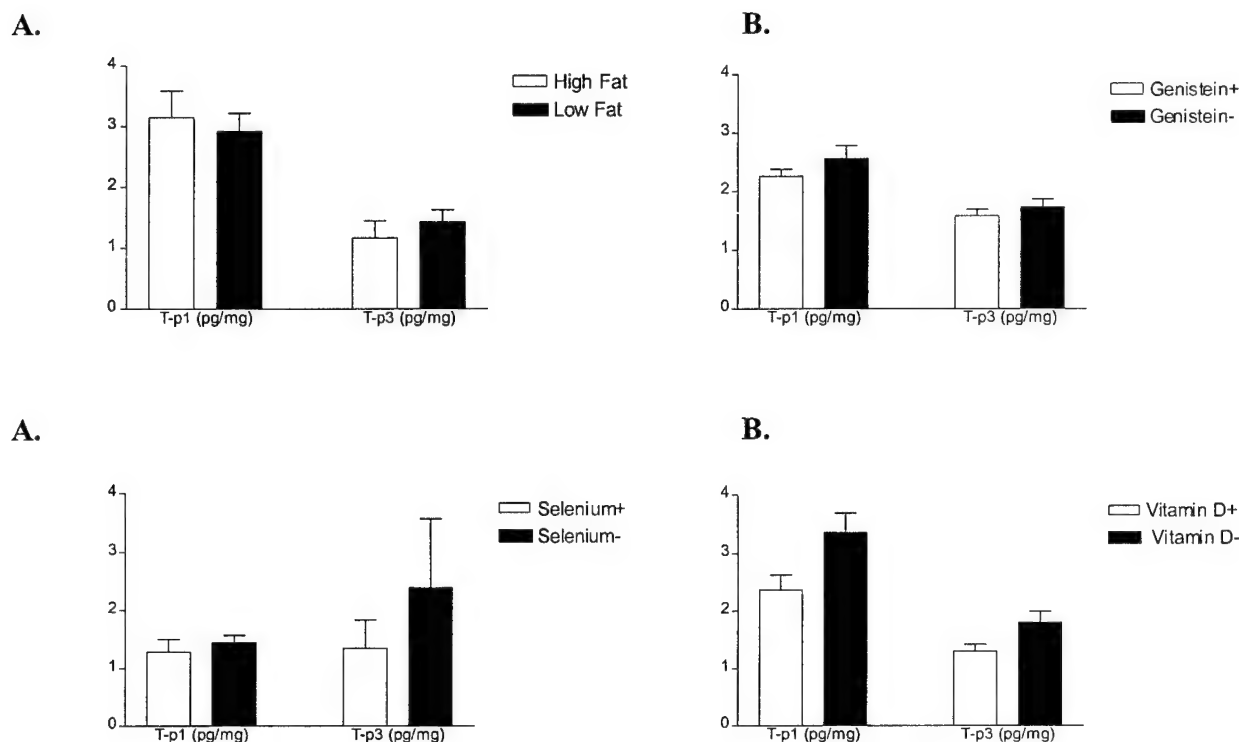 A.
4
3
2
1
0
High Fat
Low Fat
T-p1 (pg/mg) T-p3 (pg/mg)
B.
4
3
2
1
0
Genistein+
Genistein-
T-p1 (pg/mg) T-p3 (pg/mg)
A.
4
3
2
1
0
Selenium+
Selenium-
T-p1 (pg/mg) T-p3 (pg/mg)
B.
4
3
2
1
0
Vitamin D+
Vitamin D-
T-p1 (pg/mg) T-p3 (pg/mg)